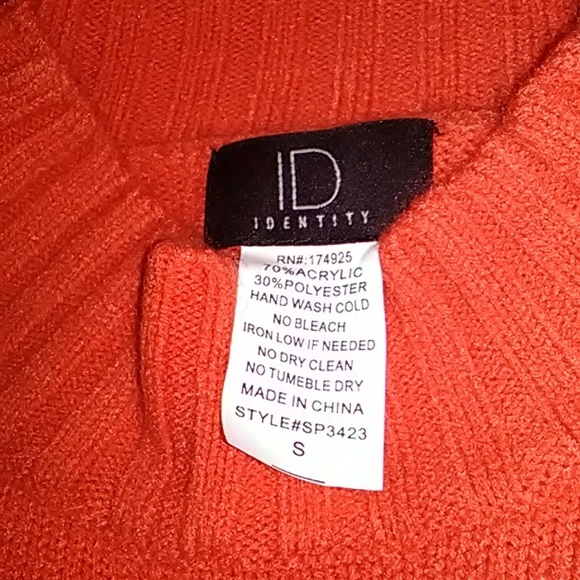 ID
IDENTITY
RN#:174925
70%ACRYLIC
30%POLYESTER
HAND WASH COLD
NO BLEACH
IRON LOW IF NEEDED
NO DRY CLEAN
NO TUMEBLE DRY
MADE IN CHINA
STYLE#SP3423
S